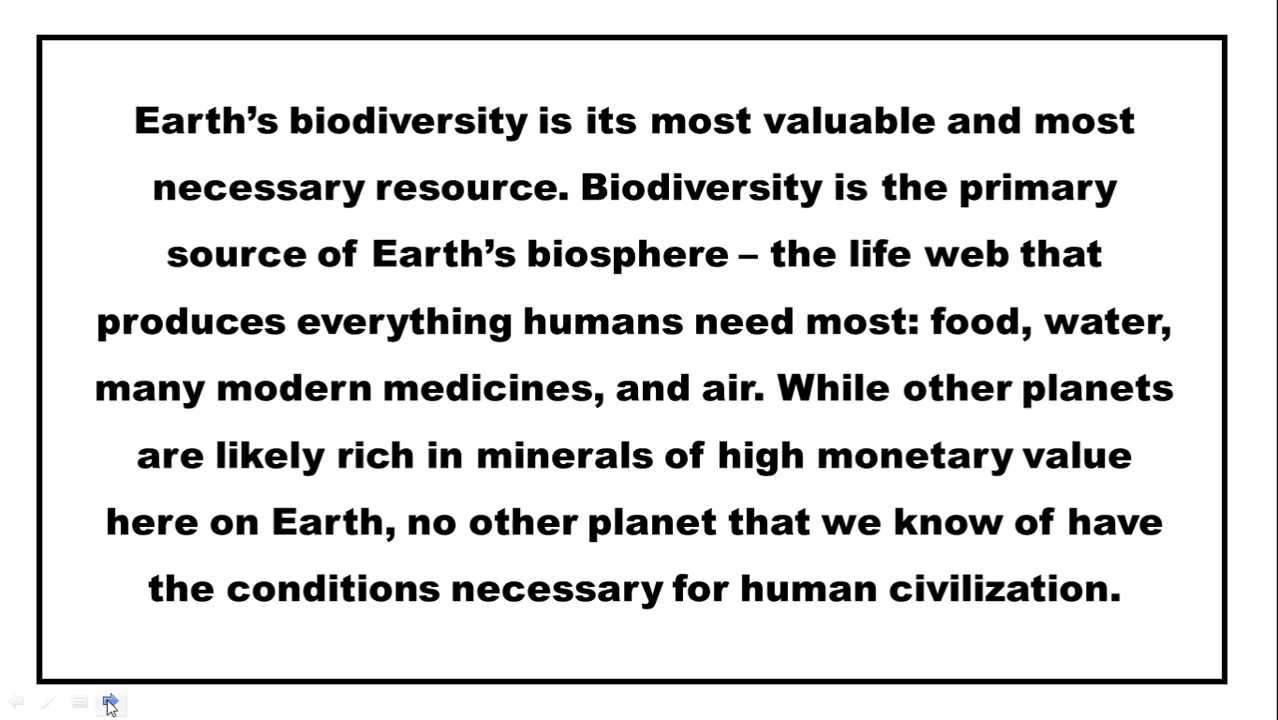 Earth’s biodiversity is its most valuable and most
necessary resource. Biodiversity is the primary
source of Earth’s biosphere – the life web that
produces everything humans need most: food, water,
many modern medicines, and air. While other planets
are likely rich in minerals of high monetary value
here on Earth, no other planet that we know of have
the conditions necessary for human civilization.